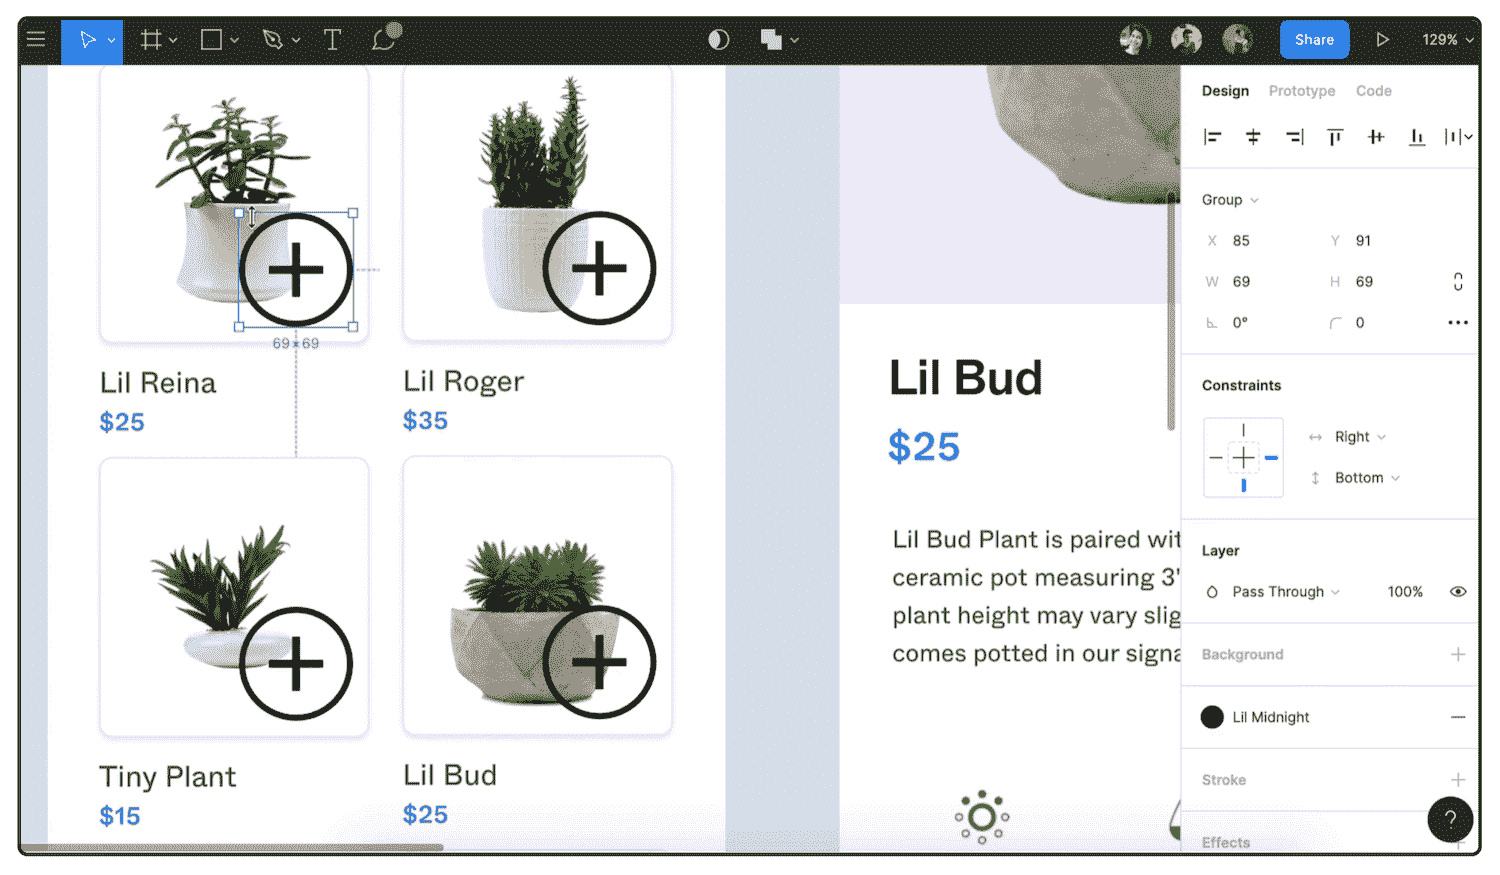 T
Share
129%
Lil Reina
$25
Lil Roger
$35
Tiny Plant
$15
Lil Bud
$25
69 × 69
Lil Bud
$25
Lil Bud Plant is paired wit
ceramic pot measuring 3"
plant height may vary slig
comes potted in our signa
Design Prototype Code
Group
X 85 Y 91
W 69 H 69
0° 0
Constraints
Right
Bottom
Layer
Pass Through 100%
Background
Lil Midnight
Stroke
Effects
?